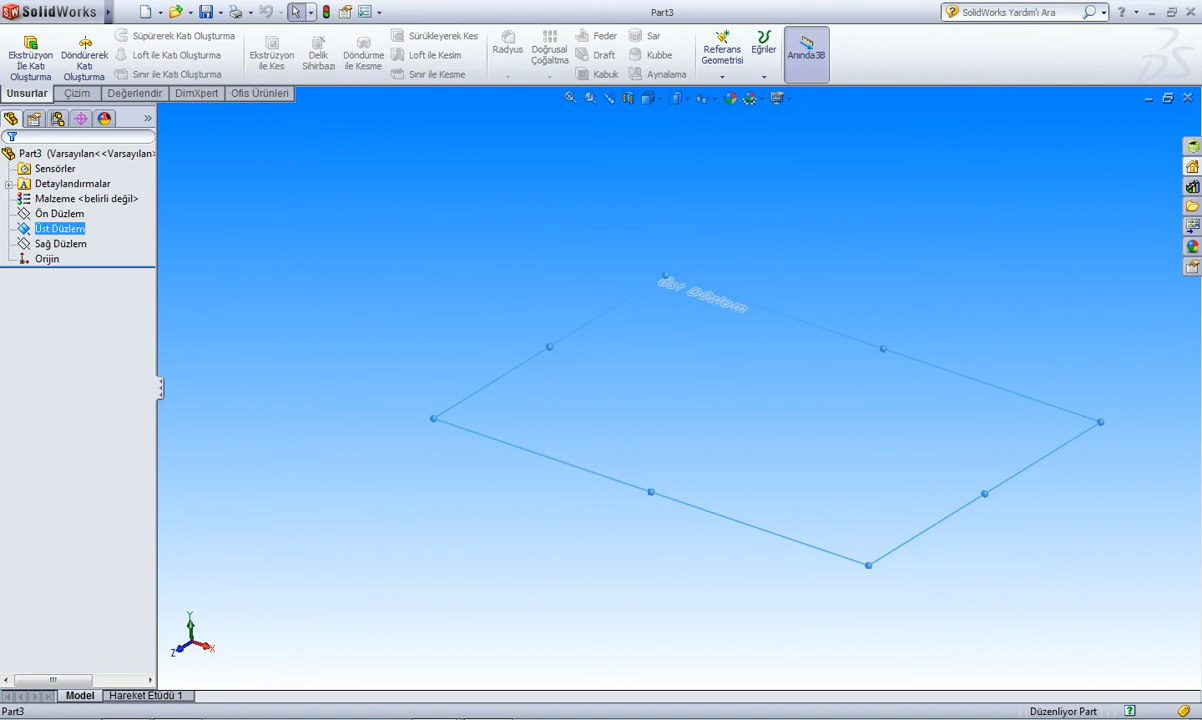 SolidWorks
Part3
SolidWorks Yardım'ı Ara
Ekstrüzyon
İle Katı
Oluşturma
Döndürerek
Katı
Oluşturma
Süpürerek Katı Oluşturma
Loft ile Katı Oluşturma
Sınır ile Katı Oluşturma
Ekstrüzyon
ile Kes
Delik
Sihirbazı
Döndürme
ile Kesme
Sürükleyerek Kes
Loft ile Kesim
Sınır ile Kesme
Radyus
Doğrusal
Çoğaltma
Feder
Draft
Kabuk
Sar
Kubbe
Aynalama
Referans
Geometrisi
Eğriler
Anında3B
Unsurlar
Çizim
Değerlendir
DimXpert
Ofis Ürünleri
Part3 (Varsayılan<<Varsayılan>
Sensörler
Detaylandırmalar
Malzeme <belirli değil>
Ön Düzlem
Üst Düzlem
Sağ Düzlem
Orijin
Üst Düzlem
Y
Z
X
Model
Hareket Etüdü 1
Part3
Düzenliyor Part